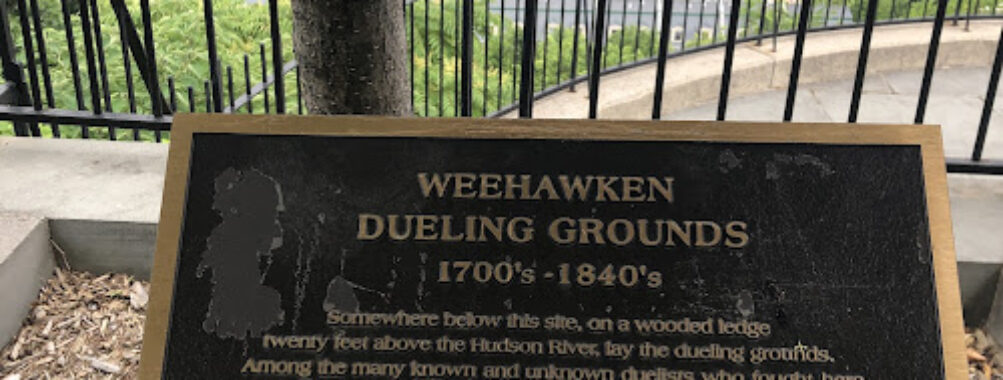 WEEHAWKEN
DUELING GROUNDS
1700's - 1840's
Somewhere below this site, on a wooded ledge
twenty feet above the Hudson River, lay the dueling grounds.
Among the many known and unknown duelists who fought here